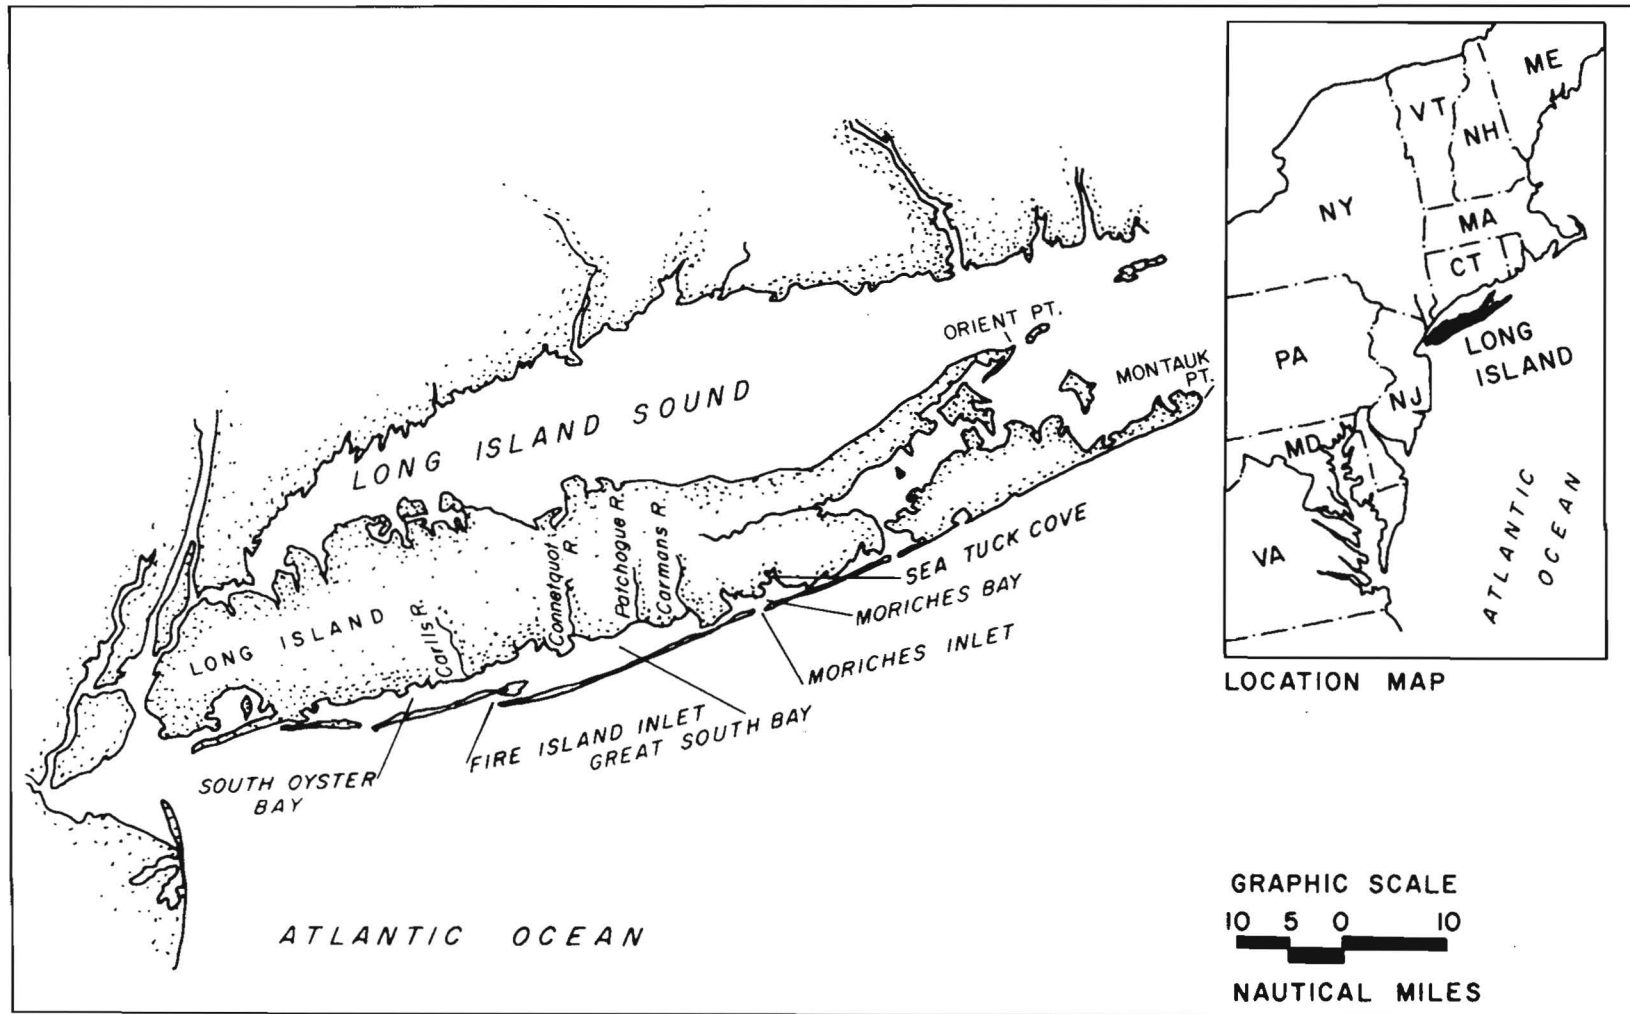 ORIENT PT.
MONTAUK
PT.
LONG ISLAND SOUND
SEA TUCK COVE
MORICHES BAY
MORICHES INLET
LONG ISLAND
Carlls R.
Connetquot
R.
Patchogue R.
Carmans R.
FIRE ISLAND INLET
GREAT SOUTH BAY
SOUTH OYSTER
BAY
ATLANTIC OCEAN
ME
VT
NH
NY
MA
CT
LONG
ISLAND
PA
NJ
MD
VA
ATLANTIC
OCEAN
LOCATION MAP
GRAPHIC SCALE
10 5 0 10
NAUTICAL MILES